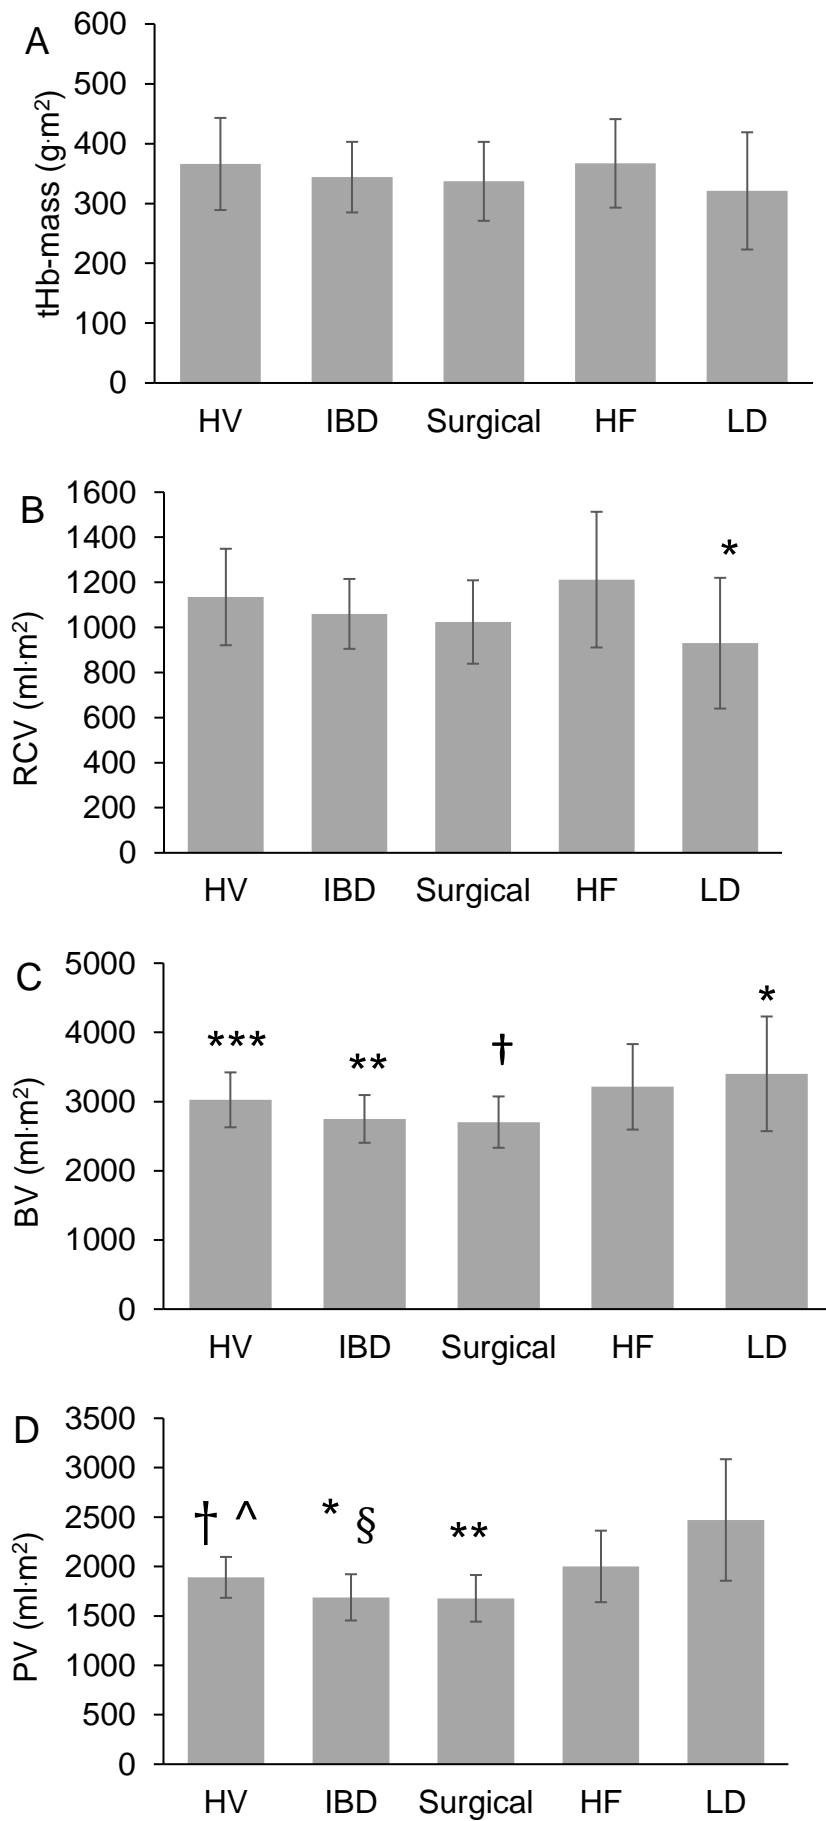 A
tHb-mass (g·m²)
600
500
400
300
200
100
0
HV IBD Surgical HF LD
B
RCV (ml·m²)
1600
1400
1200
1000
800
600
400
200
0
*
HV IBD Surgical HF LD
C
BV (ml·m²)
5000
4000
3000
2000
1000
0
*** ** † *
HV IBD Surgical HF LD
D
PV (ml·m²)
3500
3000
2500
2000
1500
1000
500
0
† ^ * § **
HV IBD Surgical HF LD